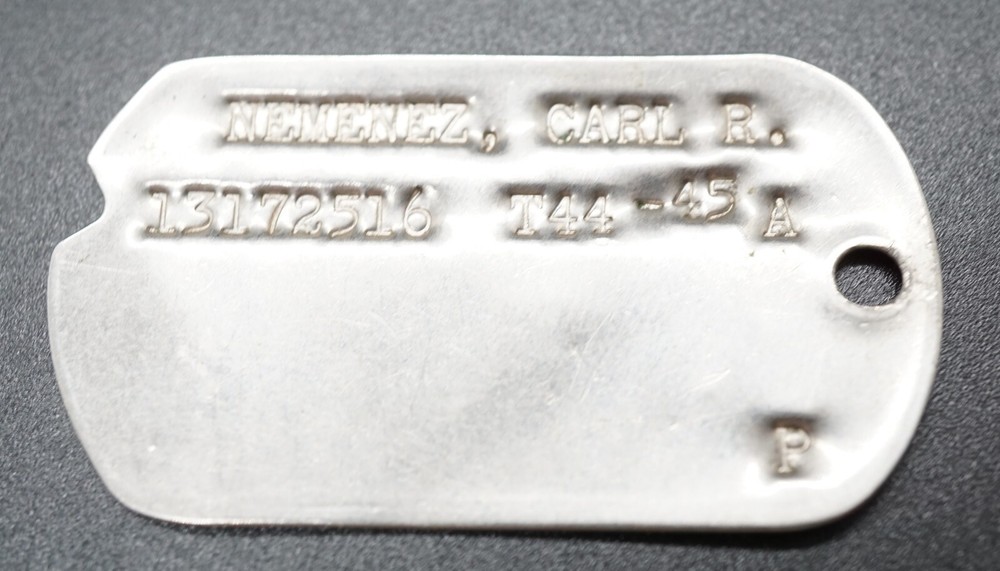 NEMENEZ, CARL R.
13172516 T44-45 A
P